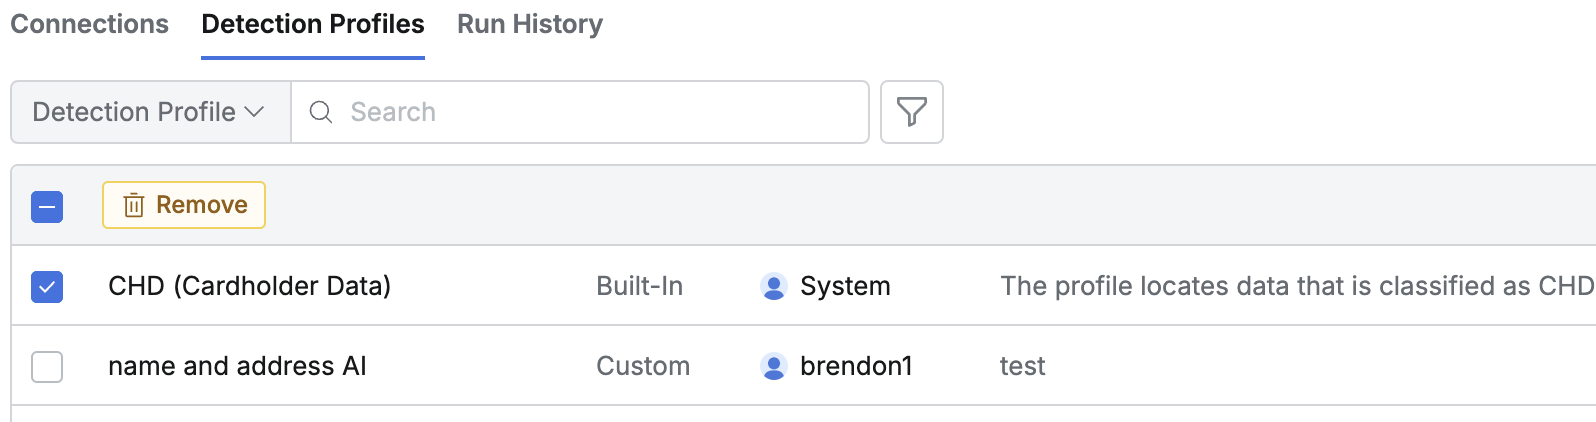 Connections Detection Profiles Run History
Detection Profile Search
Remove
CHD (Cardholder Data) Built-In System The profile locates data that is classified as CHD
name and address AI Custom brendon1 test